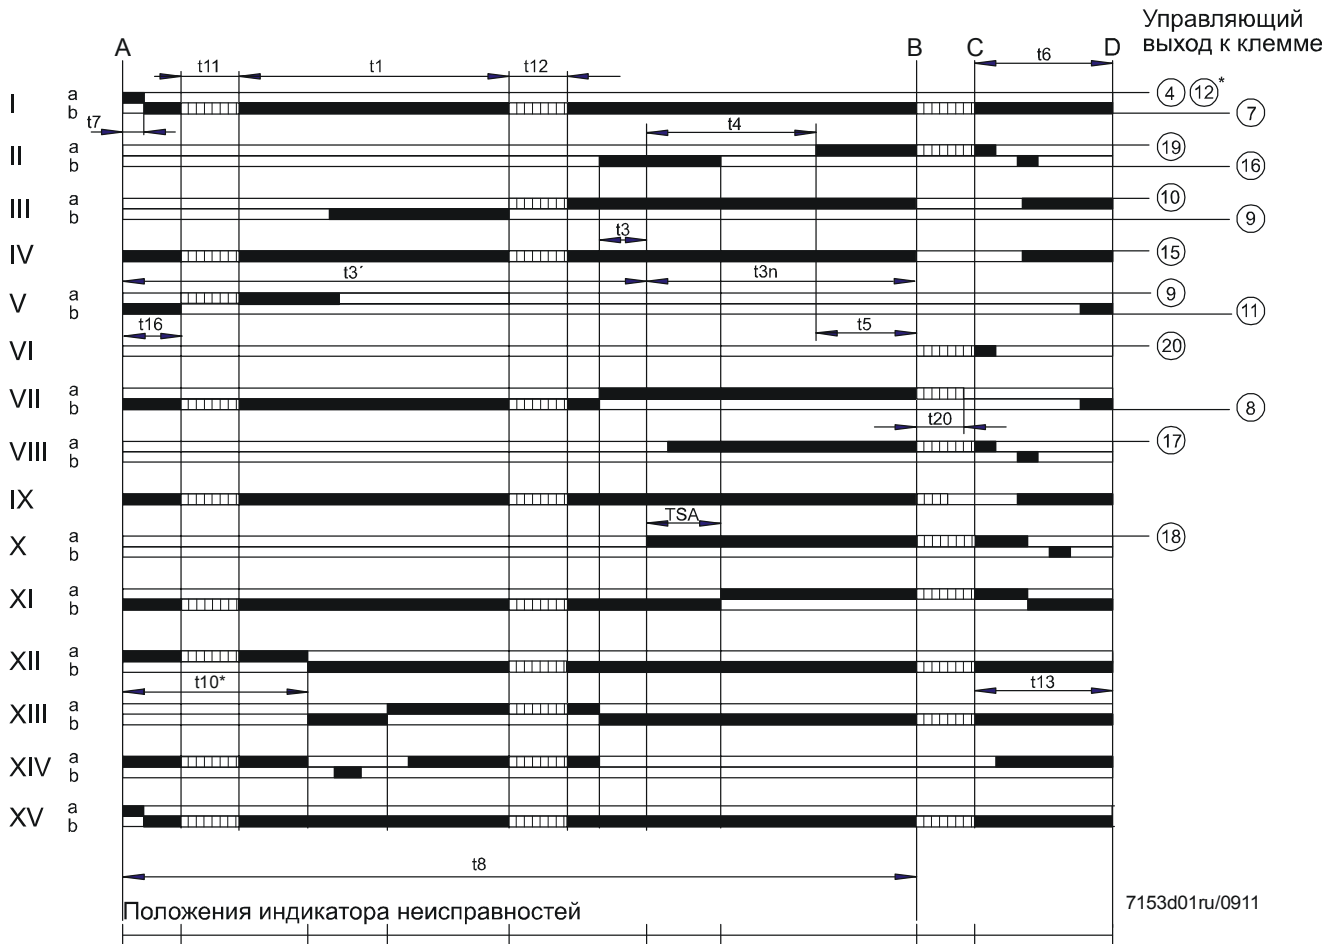 Управляющий
выход к клемме
A B C D
t11 t1 t12 t6
I a b 4 12* 7
t7 t4
II a b 19 16
III a b 10 9
t3
IV 15
t3´ t3n
V a b 9 11
t16 t5
VI 20
VII a b 8
t20
VIII a b 17
IX
TSA
X a b 18
XI a b
XII a b
t10* t13
XIII a b
XIV a b
XV a b
t8
Положения индикатора неисправностей
7153d01ru/0911